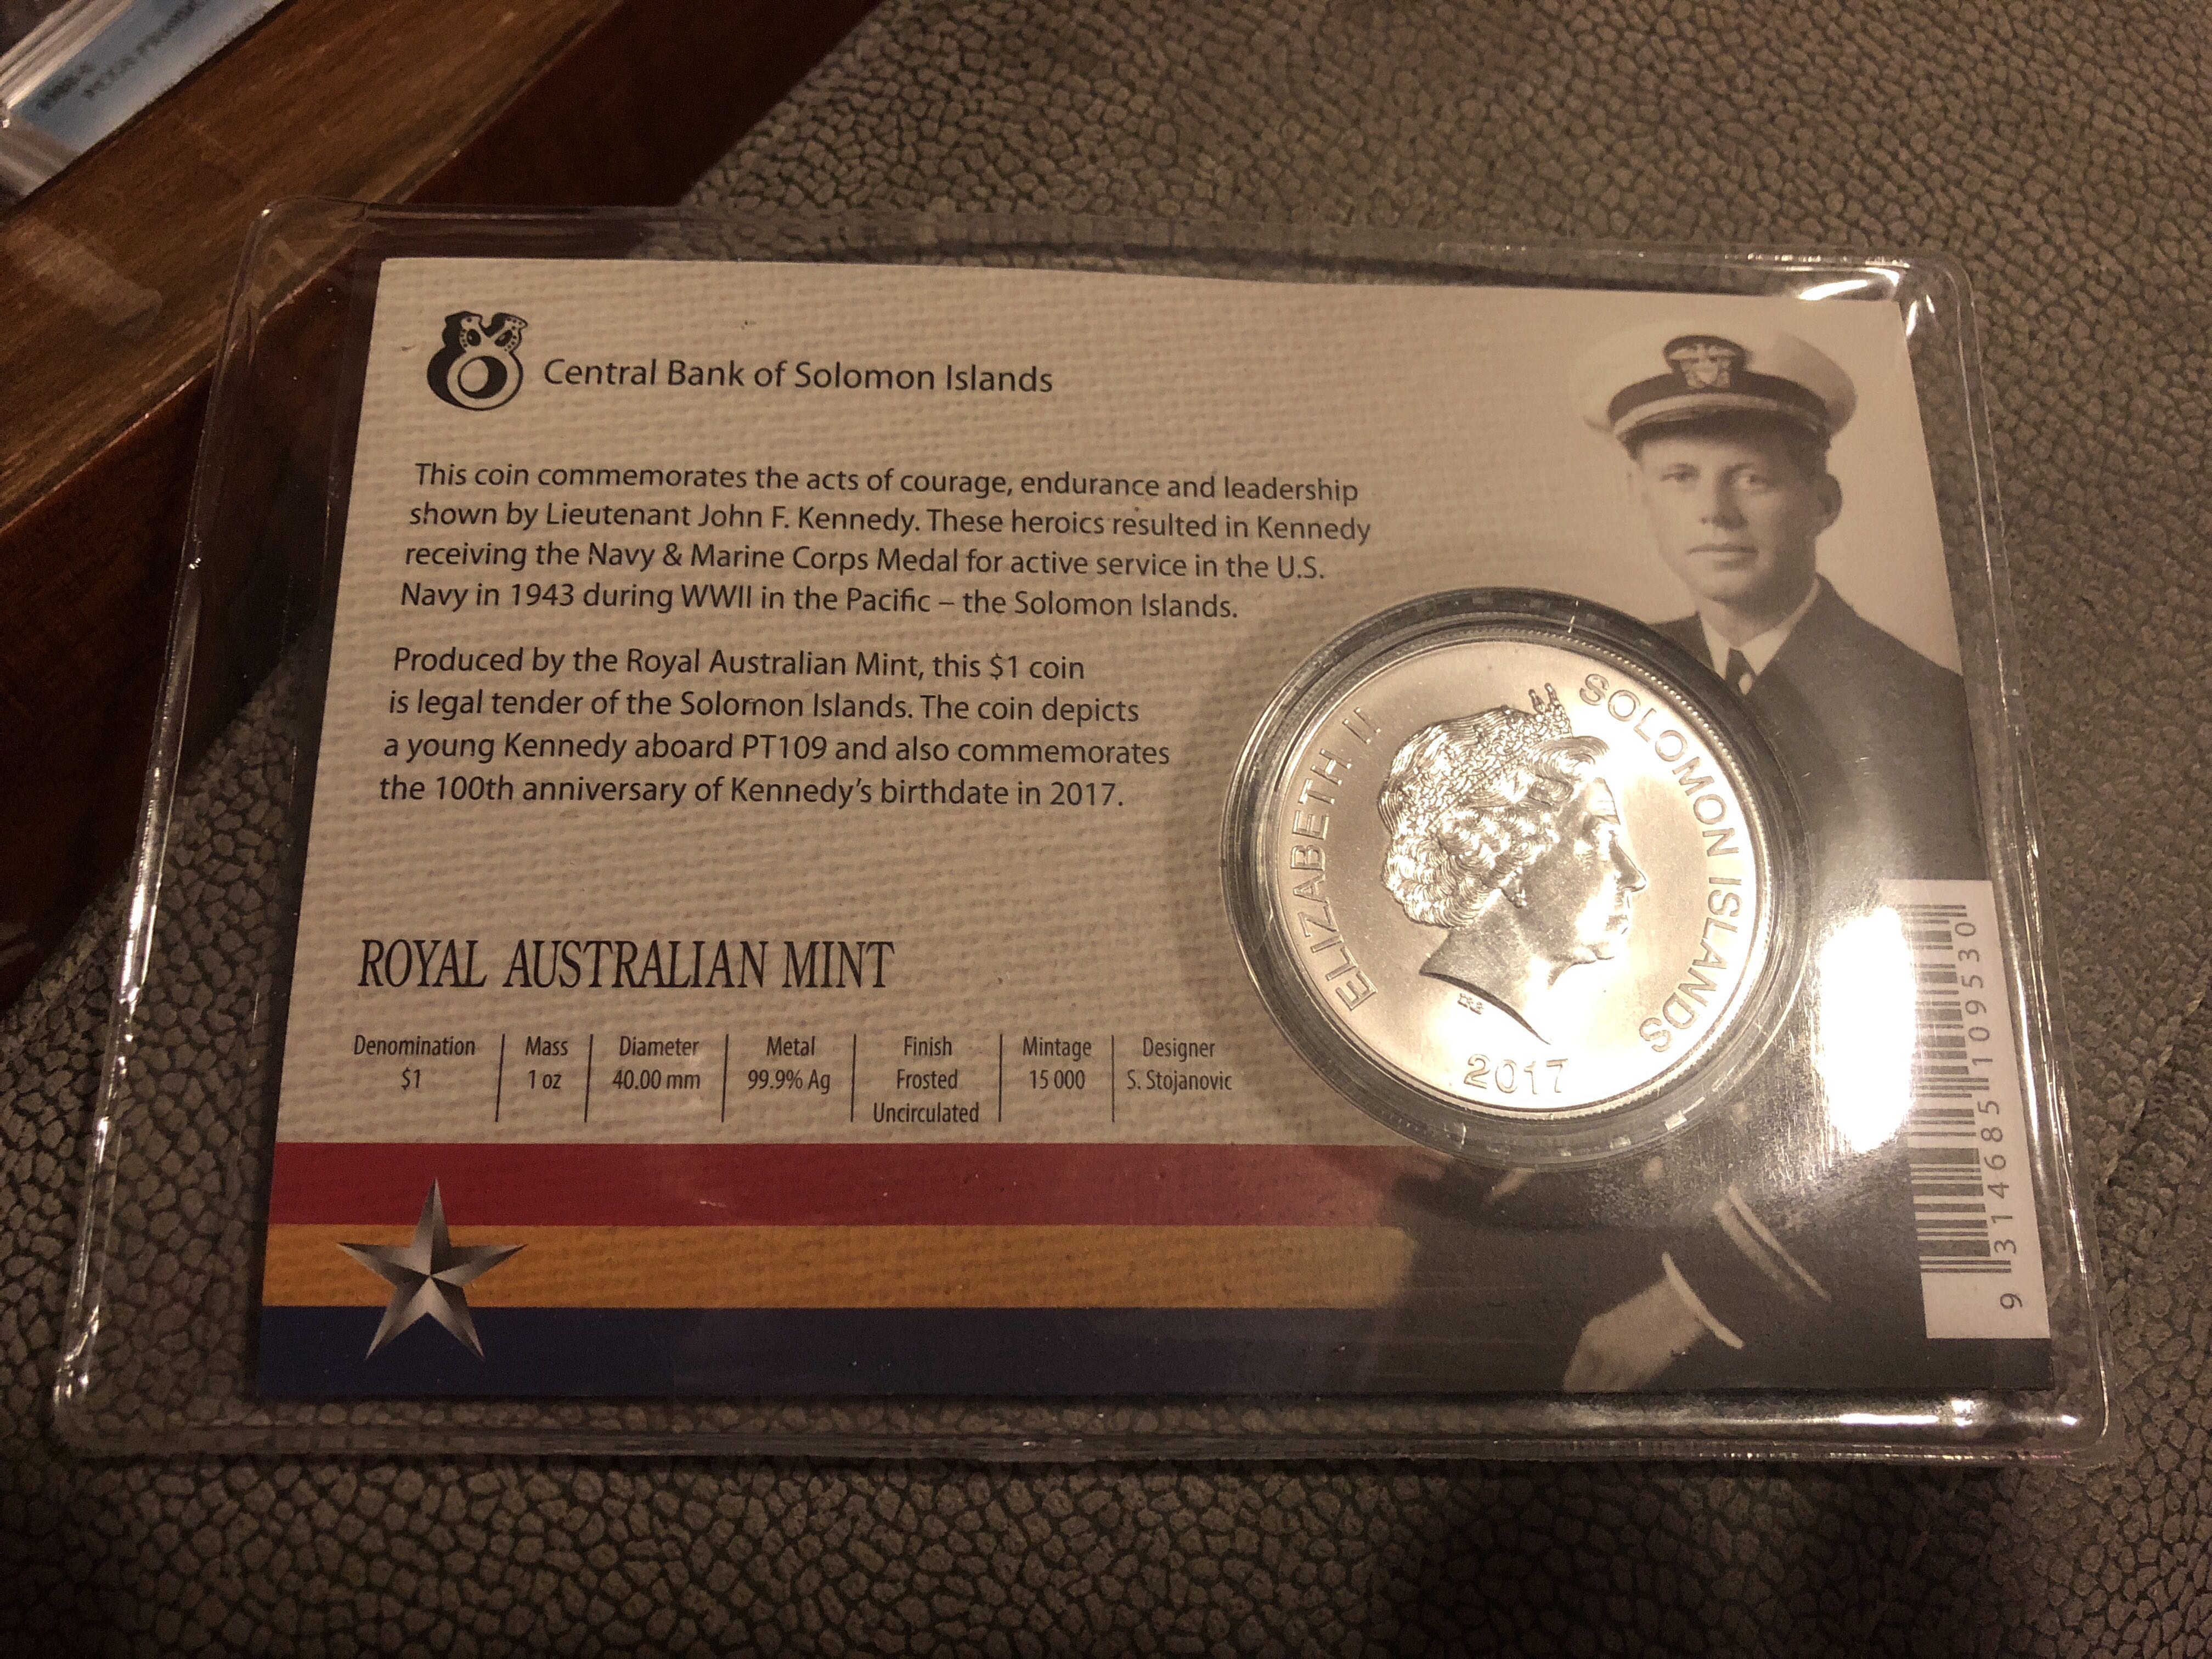 Central Bank of Solomon Islands
This coin commemorates the acts of courage, endurance and leadership
shown by Lieutenant John F. Kennedy. These heroics resulted in Kennedy
receiving the Navy & Marine Corps Medal for active service in the U.S.
Navy in 1943 during WWII in the Pacific – the Solomon Islands.
Produced by the Royal Australian Mint, this $1 coin
is legal tender of the Solomon Islands. The coin depicts
a young Kennedy aboard PT109 and also commemorates
the 100th anniversary of Kennedy's birthdate in 2017.
ROYAL AUSTRALIAN MINT
Denomination Mass Diameter Metal Finish Mintage Designer
$1 1 oz 40.00 mm 99.9% Ag Frosted 15 000 S. Stojanovic
Uncirculated
ELIZABETH II
SOLOMON ISLANDS
2017
9 314685 109530